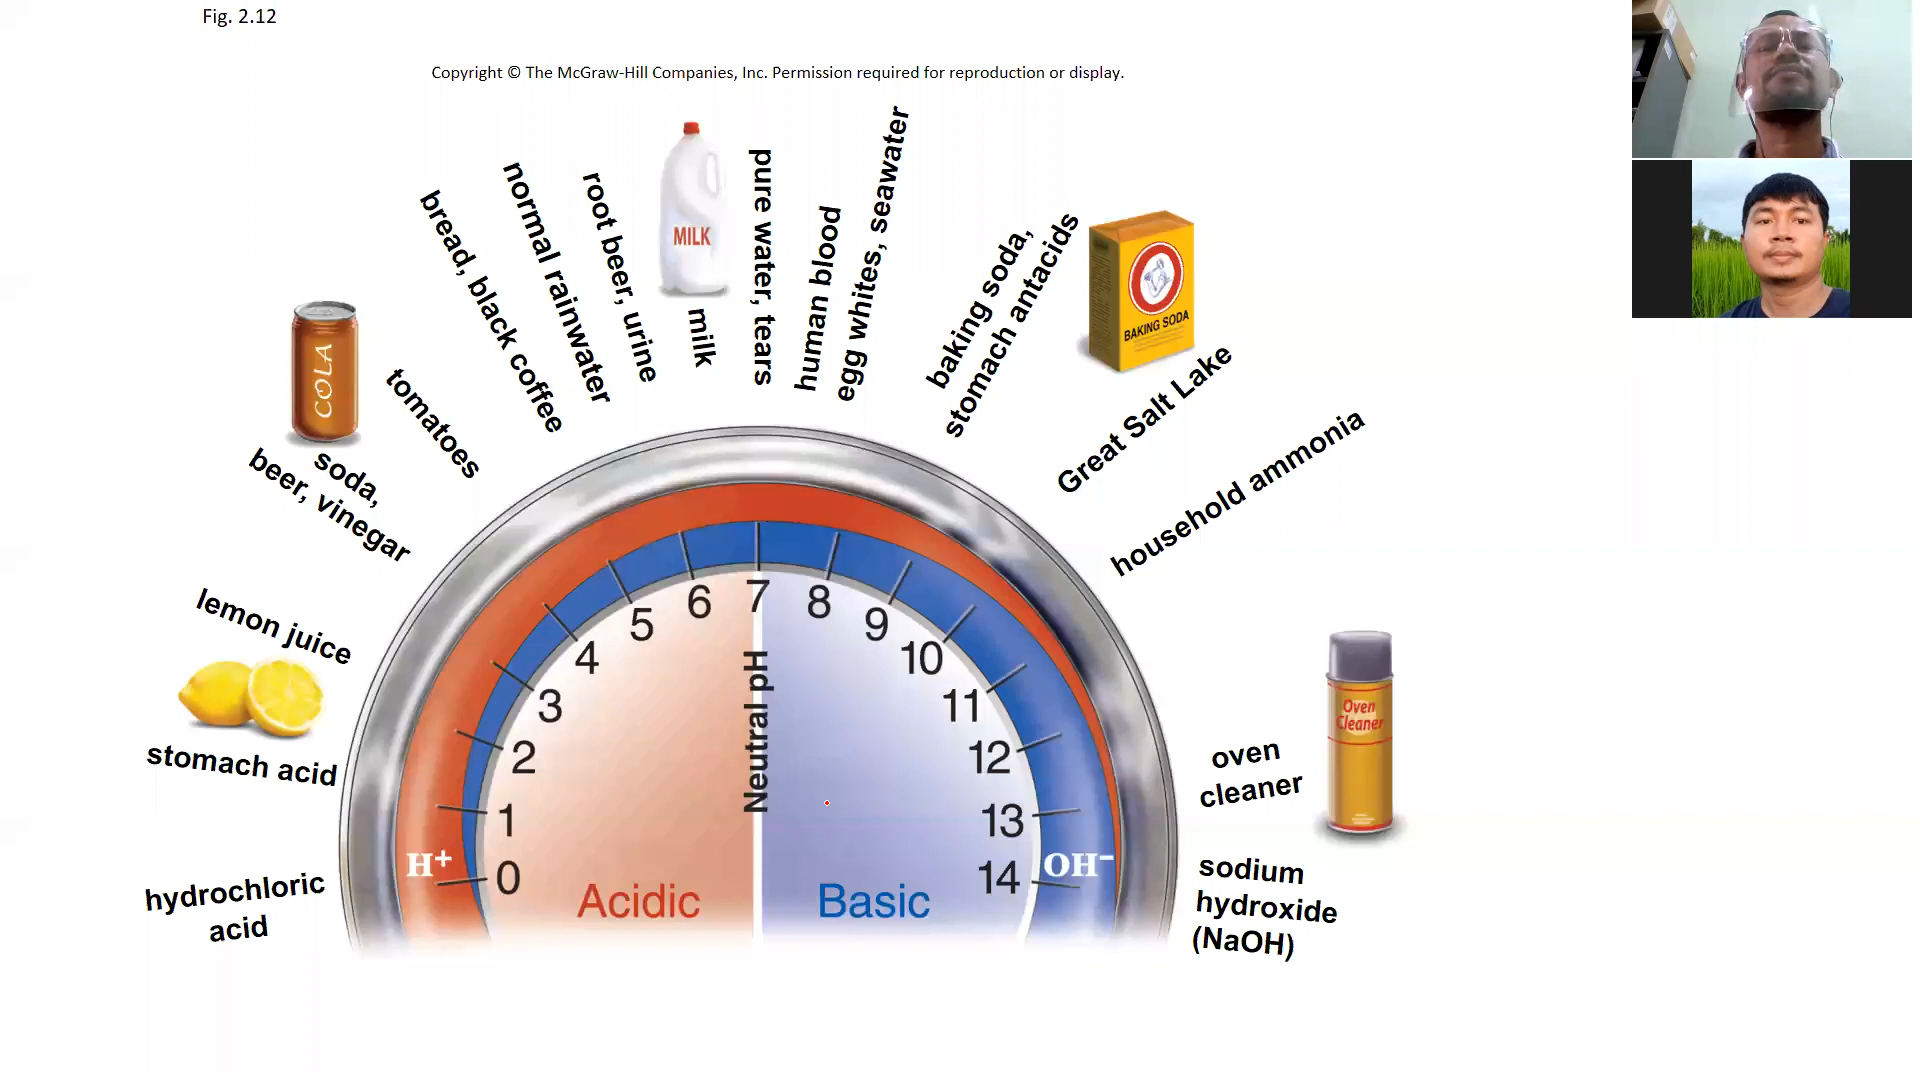 Fig. 2.12
Copyright © The McGraw-Hill Companies, Inc. Permission required for reproduction or display.
hydrochloric
acid
stomach acid
lemon juice
soda,
beer, vinegar
COLA
tomatoes
bread, black coffee
normal rainwater
root beer, urine
MILK
milk
pure water, tears
human blood
egg whites, seawater
baking soda,
stomach antacids
BAKING SODA
Great Salt Lake
household ammonia
oven
cleaner
Oven
Cleaner
sodium
hydroxide
(NaOH)
0
1
2
3
4
5
6
7
8
9
10
11
12
13
14
H⁺
OH⁻
Neutral pH
Acidic
Basic